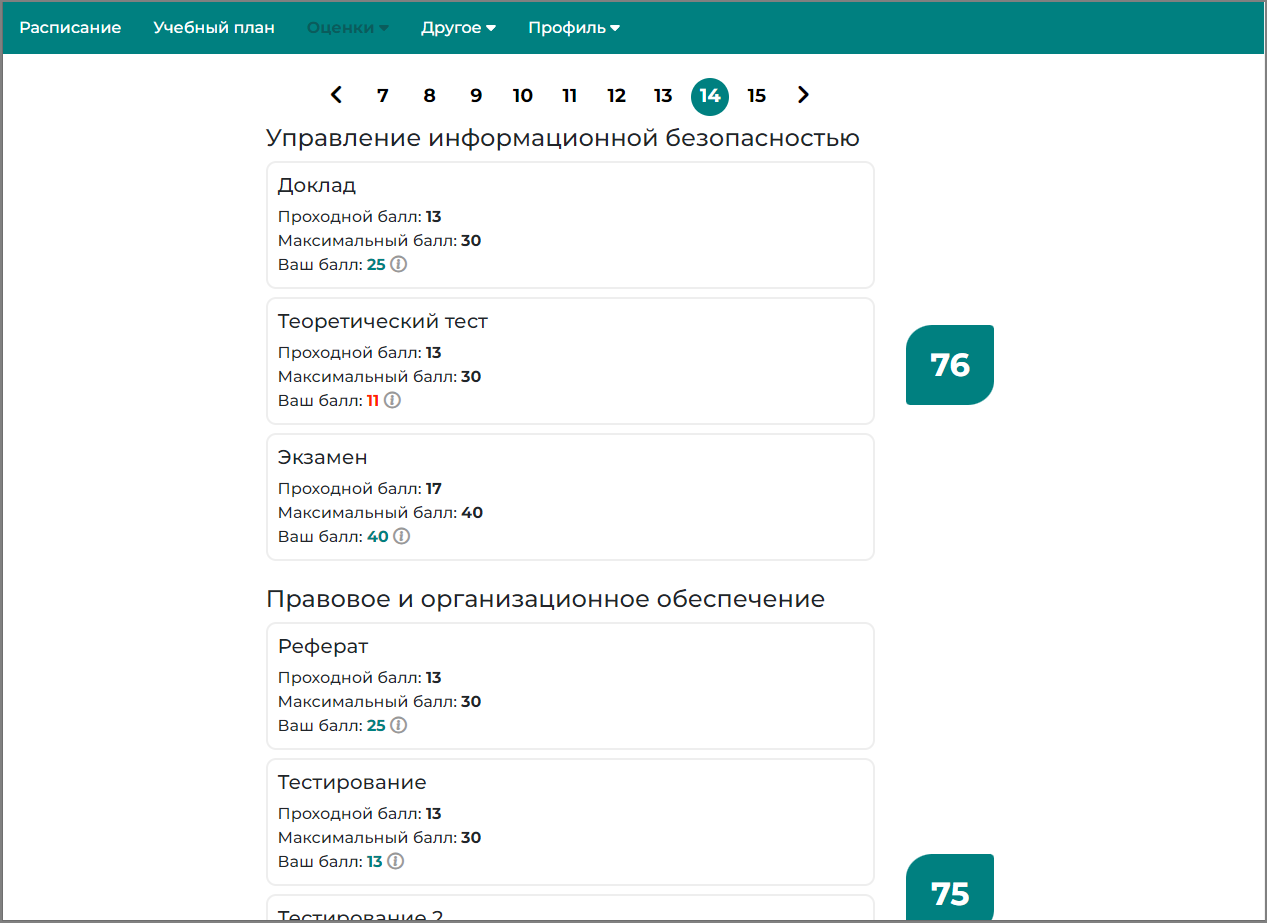 Расписание Учебный план Оценки Другое Профиль
7 8 9 10 11 12 13 14 15
Управление информационной безопасностью
Доклад
Проходной балл: 13
Максимальный балл: 30
Ваш балл: 25
Теоретический тест
Проходной балл: 13
Максимальный балл: 30
Ваш балл: 11
76
Экзамен
Проходной балл: 17
Максимальный балл: 40
Ваш балл: 40
Правовое и организационное обеспечение
Реферат
Проходной балл: 13
Максимальный балл: 30
Ваш балл: 25
Тестирование
Проходной балл: 13
Максимальный балл: 30
Ваш балл: 13
75
Тестирование 2